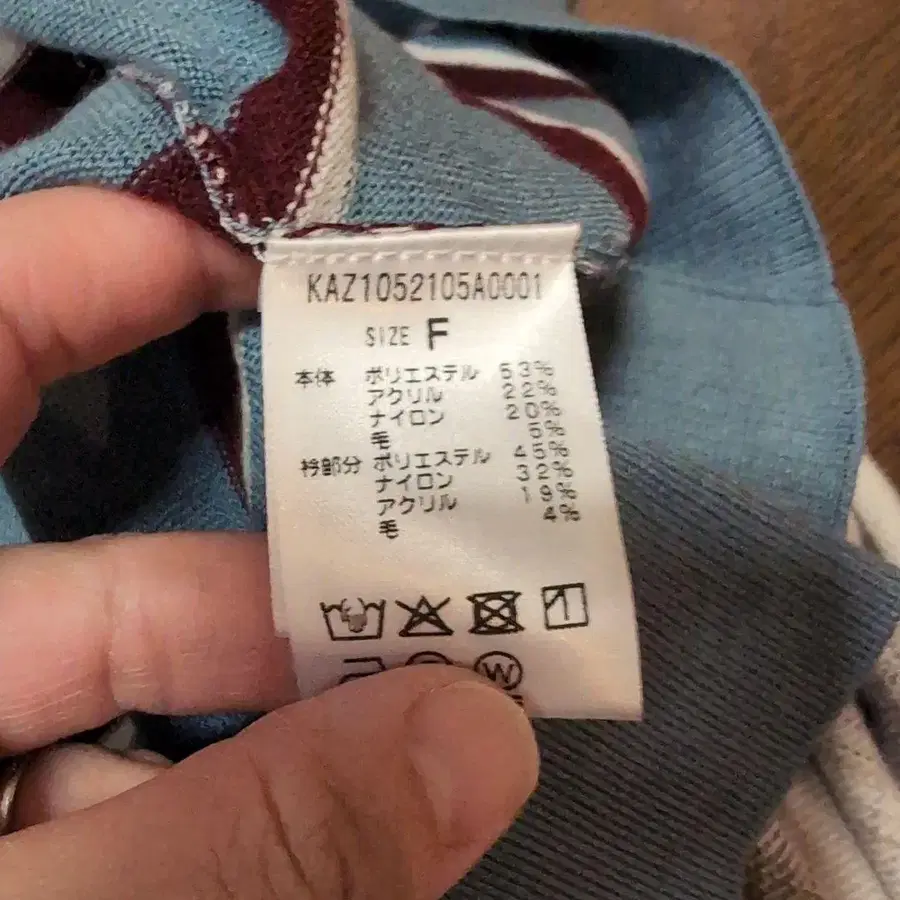 KAZ1052105A0001
SIZE F
本体 ポリエステル 53%
アクリル 22%
ナイロン 20%
毛 5%
衿部分 ポリエステル 45%
ナイロン 32%
アクリル 19%
毛 4%
W